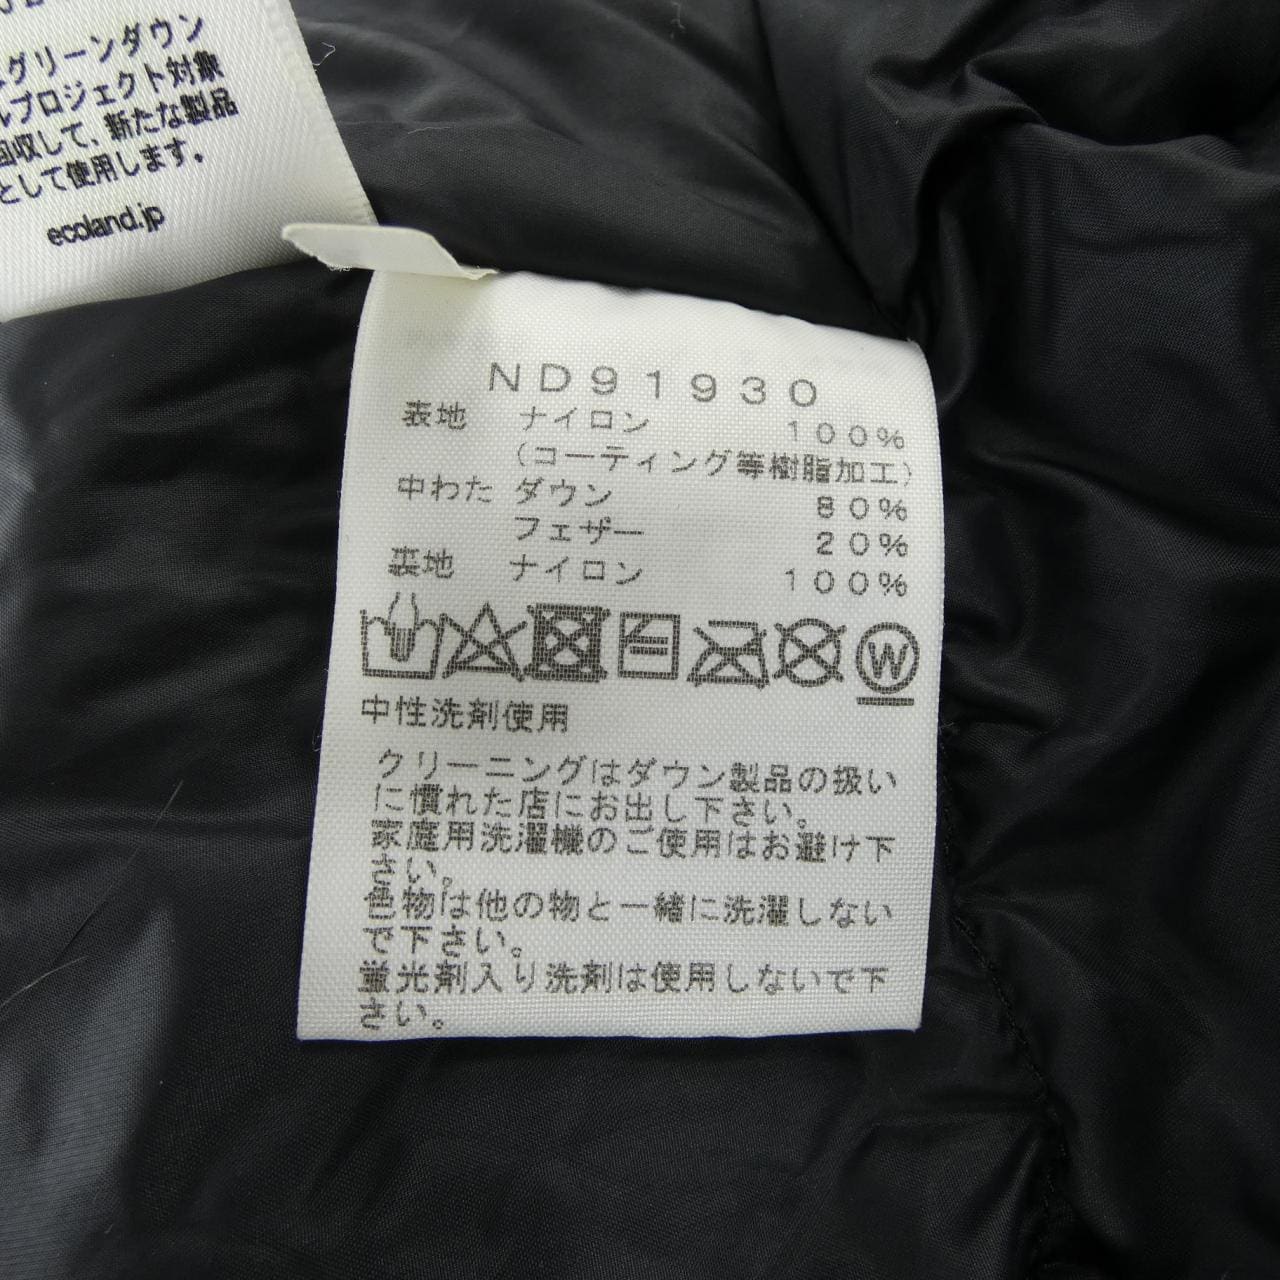 グリーンダウン
ルプロジェクト対象
回収して、新たな製品
として使用します。
ecoland.jp
ND91930
表地 ナイロン 100%
(コーティング等樹脂加工)
中わた ダウン 80%
フェザー 20%
裏地 ナイロン 100%
W
中性洗剤使用
クリーニングはダウン製品の扱い
に慣れた店にお出し下さい。
家庭用洗濯機のご使用はお避け下
さい。
色物は他の物と一緒に洗濯しない
で下さい。
蛍光剤入り洗剤は使用しないで下
さい。